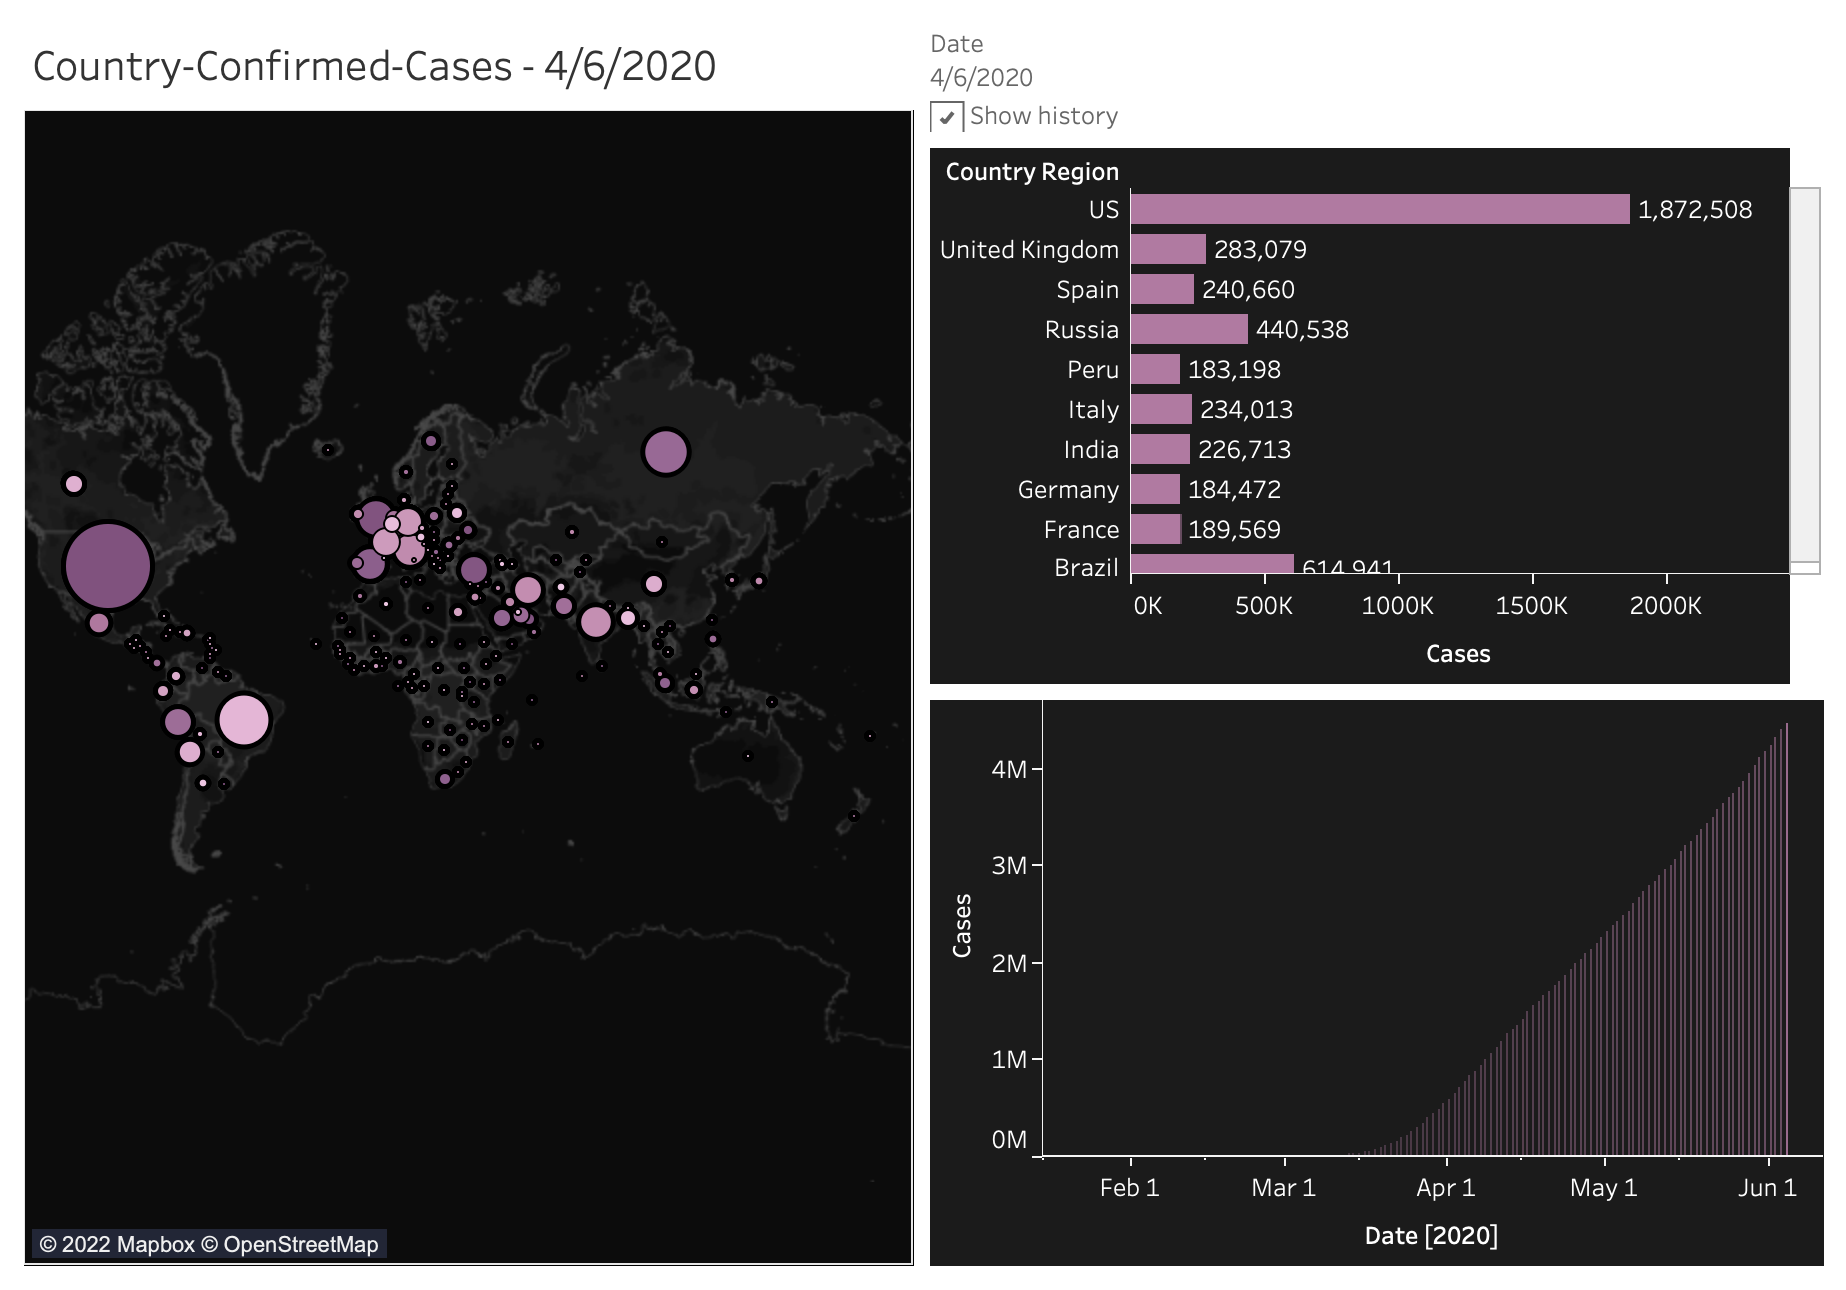 Country-Confirmed-Cases - 4/6/2020
© 2022 Mapbox © OpenStreetMap
Date
4/6/2020
Show history
Country Region
US 1,872,508
United Kingdom 283,079
Spain 240,660
Russia 440,538
Peru 183,198
Italy 234,013
India 226,713
Germany 184,472
France 189,569
Brazil 614,941
0K 500K 1000K 1500K 2000K
Cases
4M
3M
2M
1M
0M
Cases
Feb 1 Mar 1 Apr 1 May 1 Jun 1
Date [2020]